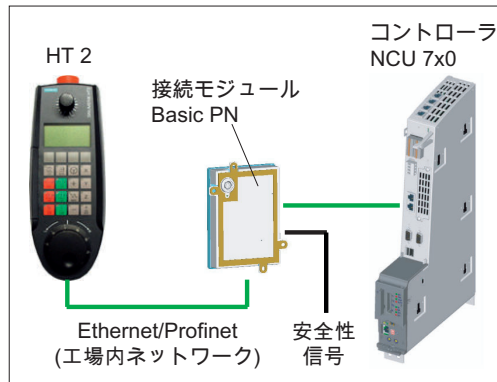 HT 2
接続モジュール
Basic PN
コントローラ
NCU 7x0
Ethernet/Profinet
(工場内ネットワーク)
安全性
信号